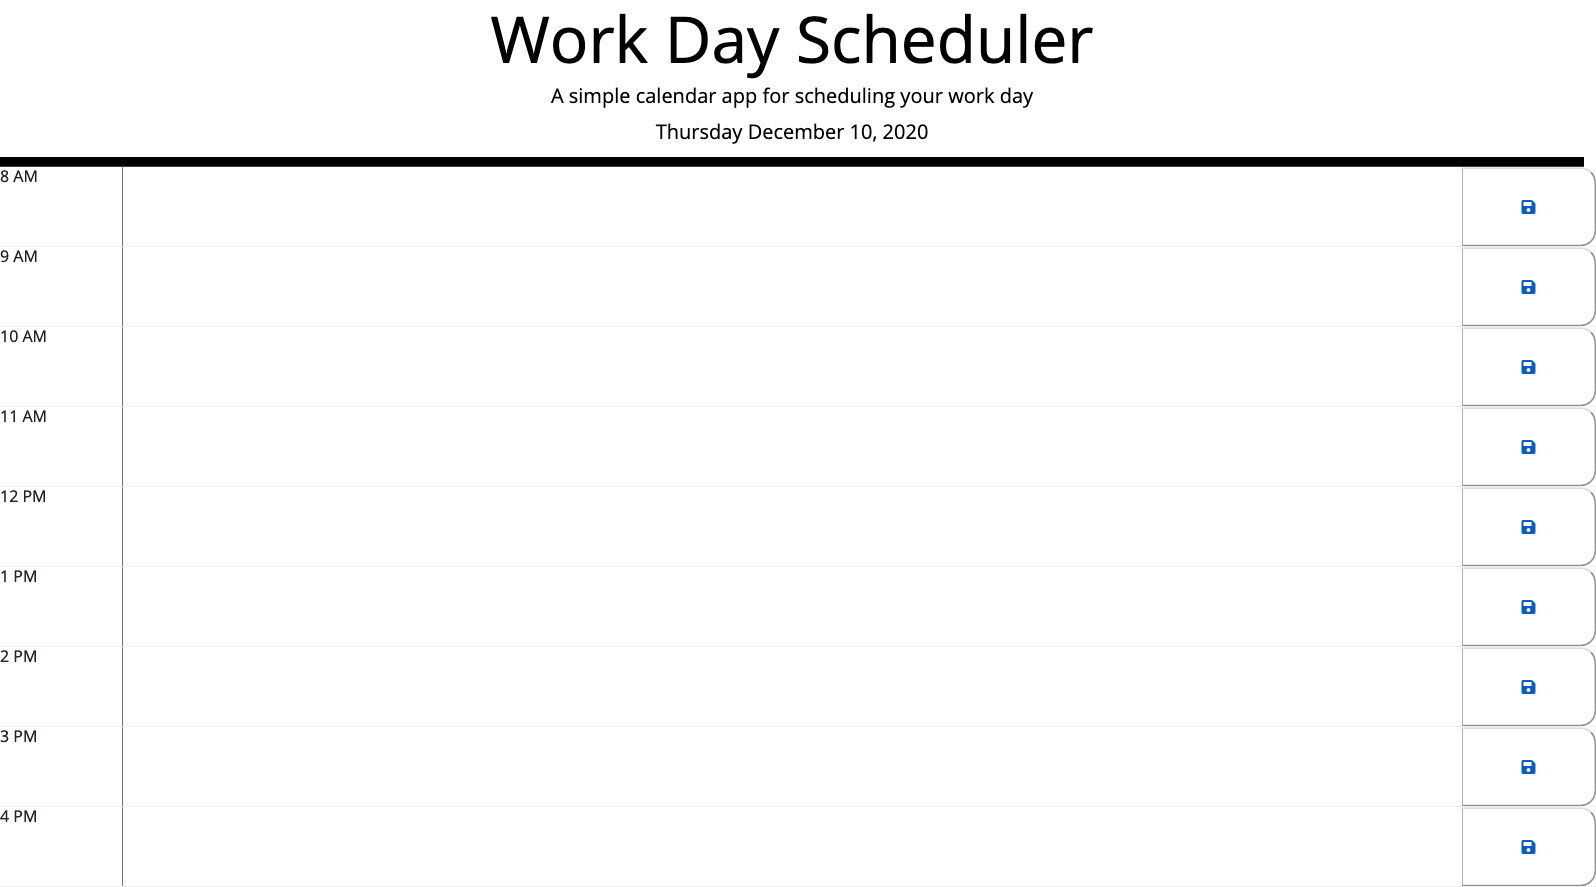 Work Day Scheduler
A simple calendar app for scheduling your work day
Thursday December 10, 2020
8 AM
9 AM
10 AM
11 AM
12 PM
1 PM
2 PM
3 PM
4 PM